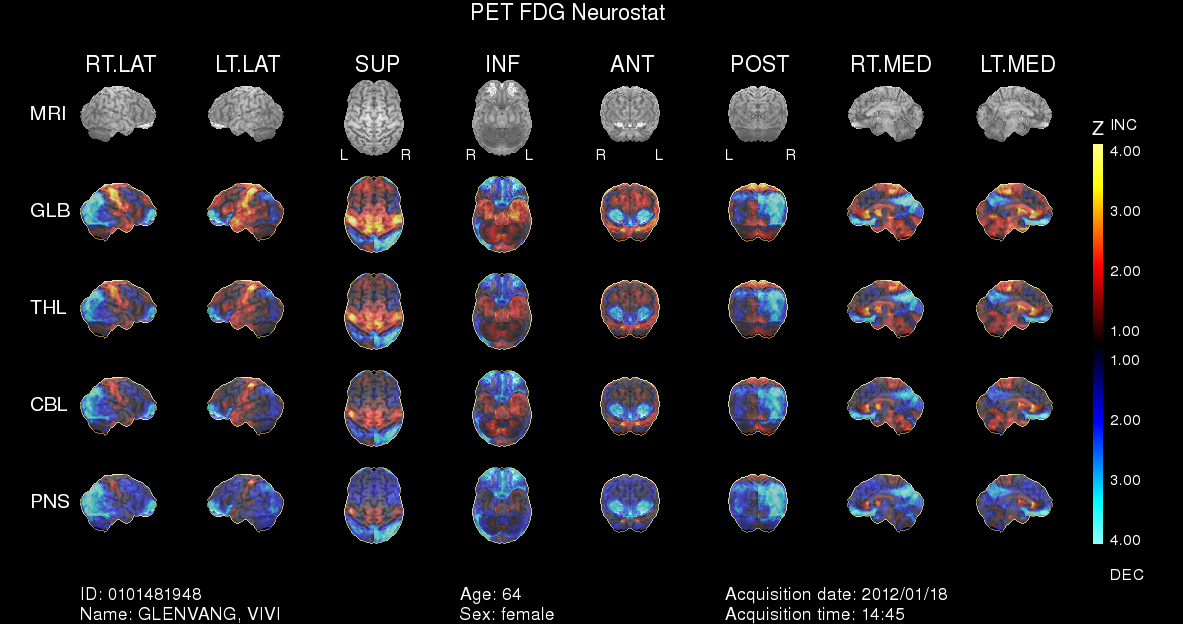 PET FDG Neurostat
RT.LAT LT.LAT SUP INF ANT POST RT.MED LT.MED
MRI
L R R L R L L R
Z INC
4.00
GLB
3.00
2.00
THL
1.00
1.00
CBL
2.00
3.00
PNS
4.00
DEC
ID: 0101481948 Age: 64 Acquisition date: 2012/01/18
Name: GLENVANG, VIVI Sex: female Acquisition time: 14:45